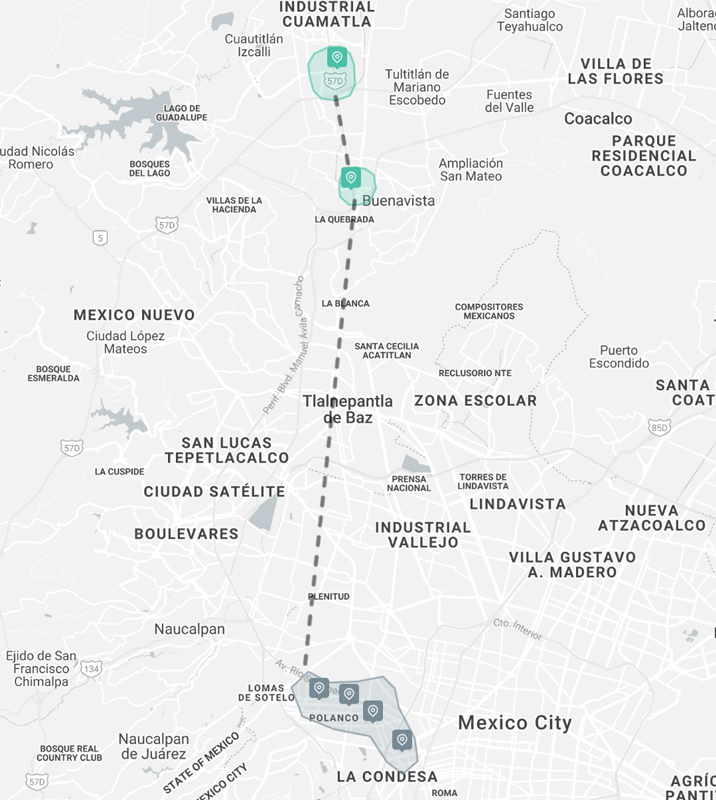 INDUSTRIAL
CUAMATLA
Santiago
Teyahualco
Albora
Jalten
Cuautitlán
Izcalli
57D
Tultitlán de
Mariano
Escobedo
VILLA DE
LAS FLORES
Fuentes
del Valle
LAGO DE
GUADALUPE
Coacalco
PARQUE
RESIDENCIAL
COACALCO
udad Nicolás
Romero
BOSQUES
DEL LAGO
Ampliación
San Mateo
VILLAS DE LA
HACIENDA
Buenavista
LA QUEBRADA
57D
5
Perif. Blvd. Manuel Ávila Camacho
LA BLANCA
COMPOSITORES
MEXICANOS
MEXICO NUEVO
Ciudad López
Mateos
SANTA CECILIA
ACATITLAN
Puerto
Escondido
BOSQUE
ESMERALDA
RECLUSORIO NTE
SANTA
COAT
Tlalnepantla
de Baz
ZONA ESCOLAR
85D
57D
SAN LUCAS
TEPETLACALCO
LA CUSPIDE
PRENSA
NACIONAL
TORRES DE
LINDAVISTA
CIUDAD SATÉLITE
LINDAVISTA
NUEVA
ATZACOALCO
BOULEVARES
INDUSTRIAL
VALLEJO
VILLA GUSTAVO
A. MADERO
PLENITUD
Naucalpan
Cto. Interior
Ejido de San
Francisco
Chimalpa
134
Av. Río
LOMAS
DE SOTELO
POLANCO
Mexico City
Naucalpan
de Juárez
BOSQUE REAL
COUNTRY CLUB
STATE OF MEXICO
MEXICO CITY
57D
LA CONDESA
ROMA
AGRÍC
PANTI